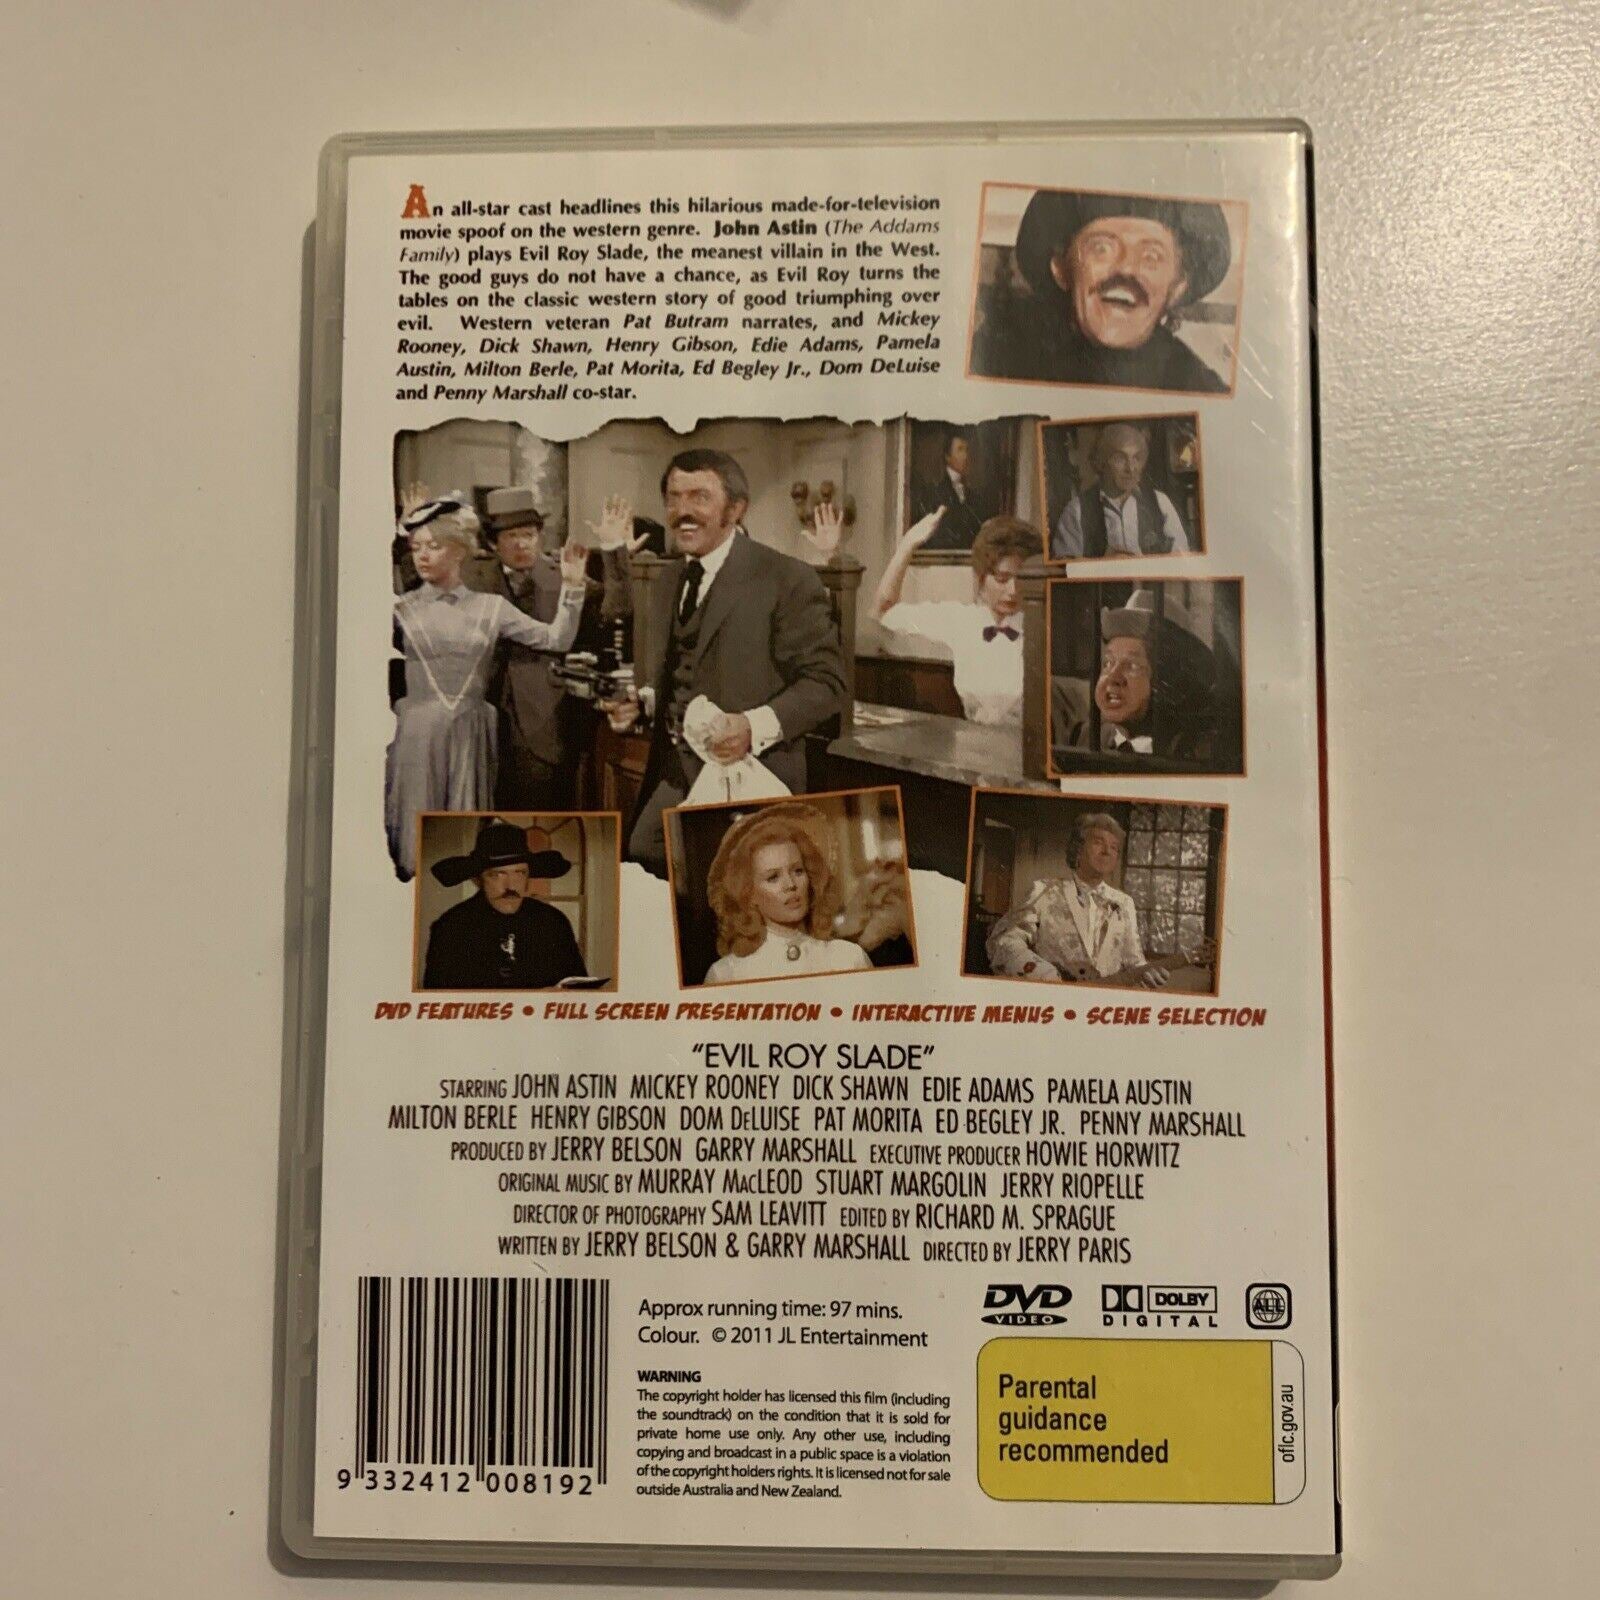 An all-star cast headlines this hilarious made-for-television
movie spoof on the western genre. John Astin (The Addams
Family) plays Evil Roy Slade, the meanest villain in the West.
The good guys do not have a chance, as Evil Roy turns the
tables on the classic western story of good triumphing over
evil. Western veteran Pat Butram narrates, and Mickey
Rooney, Dick Shawn, Henry Gibson, Edie Adams, Pamela
Austin, Milton Berle, Pat Morita, Ed Begley Jr., Dom DeLuise
and Penny Marshall co-star.
DVD FEATURES • FULL SCREEN PRESENTATION • INTERACTIVE MENUS • SCENE SELECTION
"EVIL ROY SLADE"
STARRING JOHN ASTIN MICKEY ROONEY DICK SHAWN EDIE ADAMS PAMELA AUSTIN
MILTON BERLE HENRY GIBSON DOM DELUISE PAT MORITA ED BEGLEY JR. PENNY MARSHALL
PRODUCED BY JERRY BELSON GARRY MARSHALL EXECUTIVE PRODUCER HOWIE HORWITZ
ORIGINAL MUSIC BY MURRAY MACLEOD STUART MARGOLIN JERRY RIOPELLE
DIRECTOR OF PHOTOGRAPHY SAM LEAVITT EDITED BY RICHARD M. SPRAGUE
WRITTEN BY JERRY BELSON & GARRY MARSHALL DIRECTED BY JERRY PARIS
9 332412 008192
Approx running time: 97 mins.
Colour. © 2011 JL Entertainment
WARNING
The copyright holder has licensed this film (including
the soundtrack) on the condition that it is sold for
private home use only. Any other use, including
copying and broadcast in a public space is a violation
of the copyright holders rights. It is licensed not for sale
outside Australia and New Zealand.
DVD
VIDEO
DOLBY
DIGITAL
ALL
Parental
guidance
recommended
oflc.gov.au